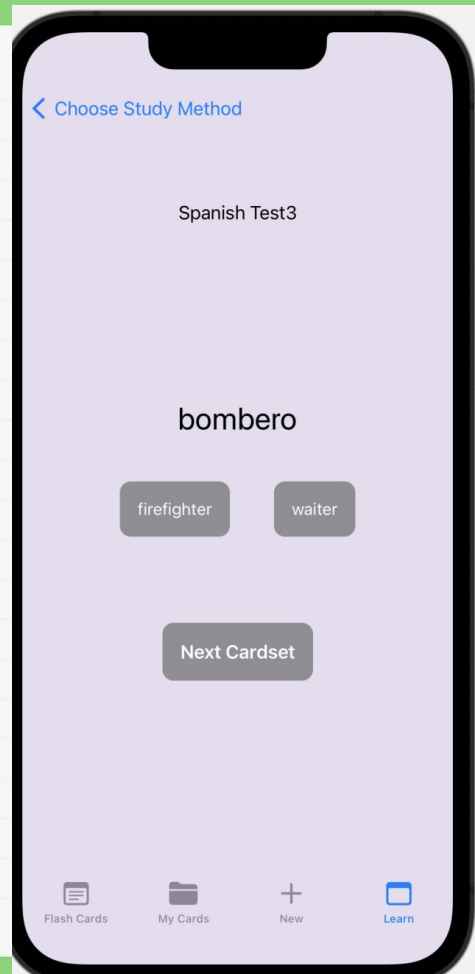 Choose Study Method
Spanish Test3
bombero
firefighter waiter
Next Cardset
Flash Cards My Cards New Learn